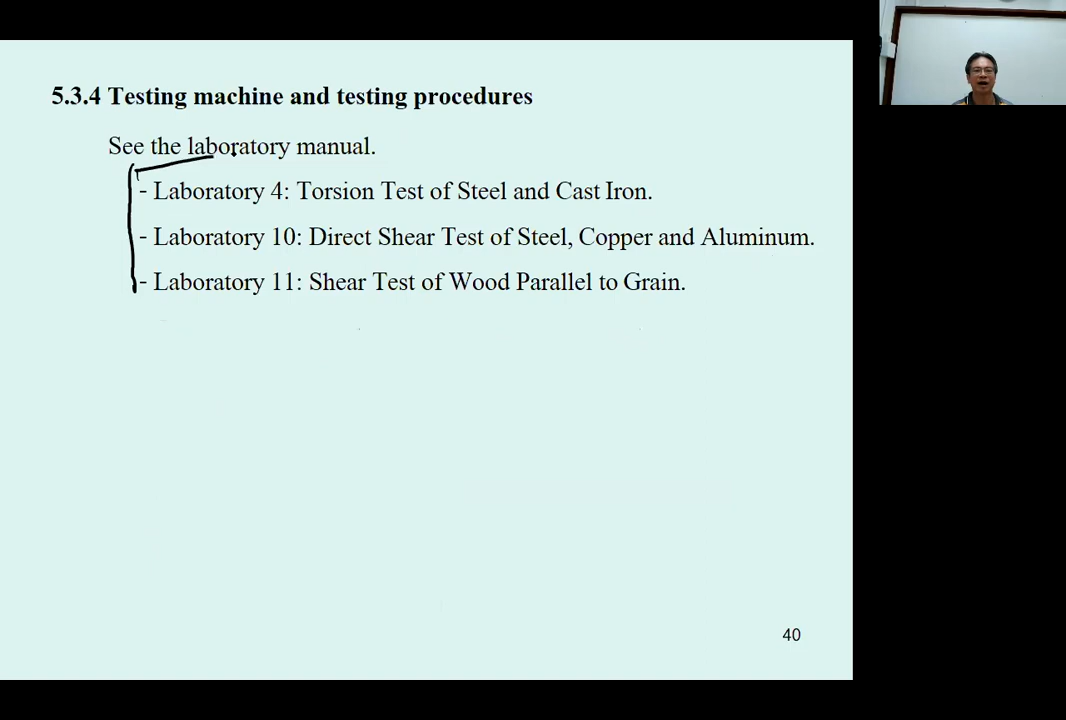 5.3.4 Testing machine and testing procedures
See the laboratory manual.
- Laboratory 4: Torsion Test of Steel and Cast Iron.
- Laboratory 10: Direct Shear Test of Steel, Copper and Aluminum.
- Laboratory 11: Shear Test of Wood Parallel to Grain.
40